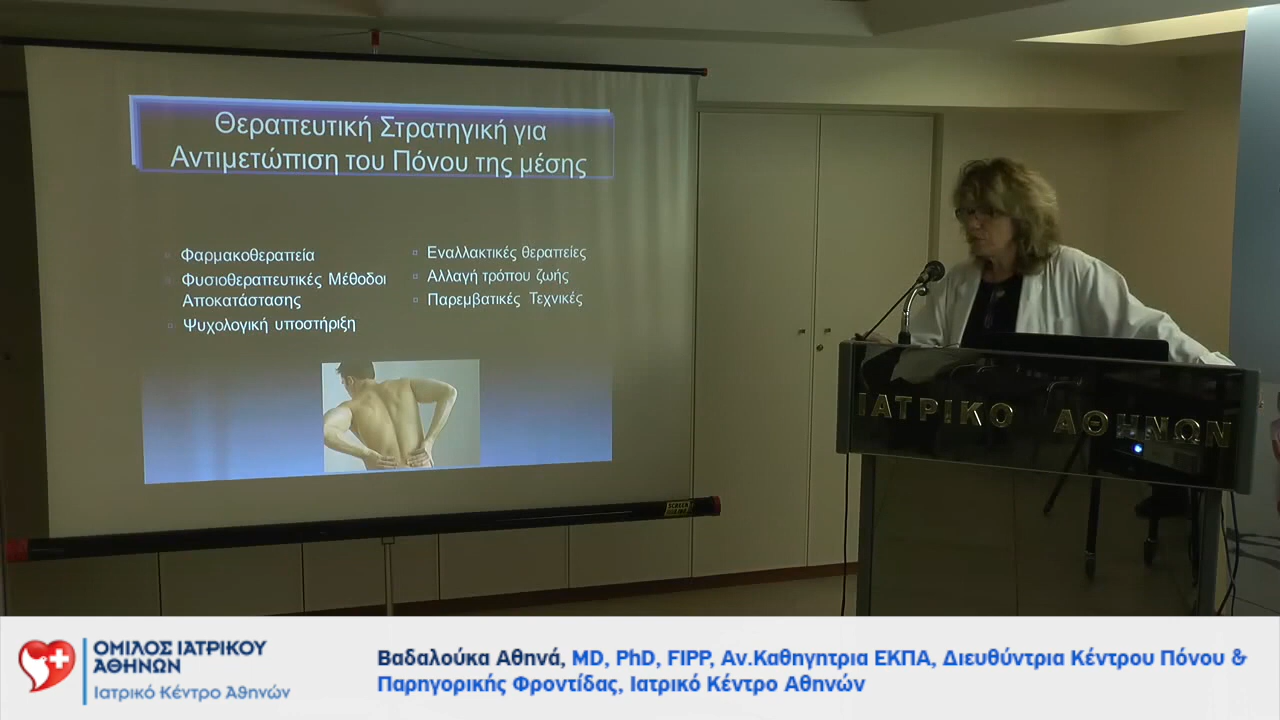 Θεραπευτική Στρατηγική για
Αντιμετώπιση του Πόνου της μέσης
Φαρμακοθεραπεία
Φυσιοθεραπευτικές Μέθοδοι
Αποκατάστασης
Ψυχολογική υποστήριξη
Εναλλακτικές θεραπείες
Αλλαγή τρόπου ζωής
Παρεμβατικές Τεχνικές
ΙΑΤΡΙΚΟ ΑΘΗΝΩΝ
ΟΜΙΛΟΣ ΙΑΤΡΙΚΟΥ
ΑΘΗΝΩΝ
Ιατρικό Κέντρο Αθηνών
Βαδαλούκα Αθηνά, MD, PhD, FIPP, Αν.Καθηγητρια ΕΚΠΑ, Διευθύντρια Κέντρου Πόνου &
Παρηγορικής Φροντίδας, Ιατρικό Κέντρο Αθηνών